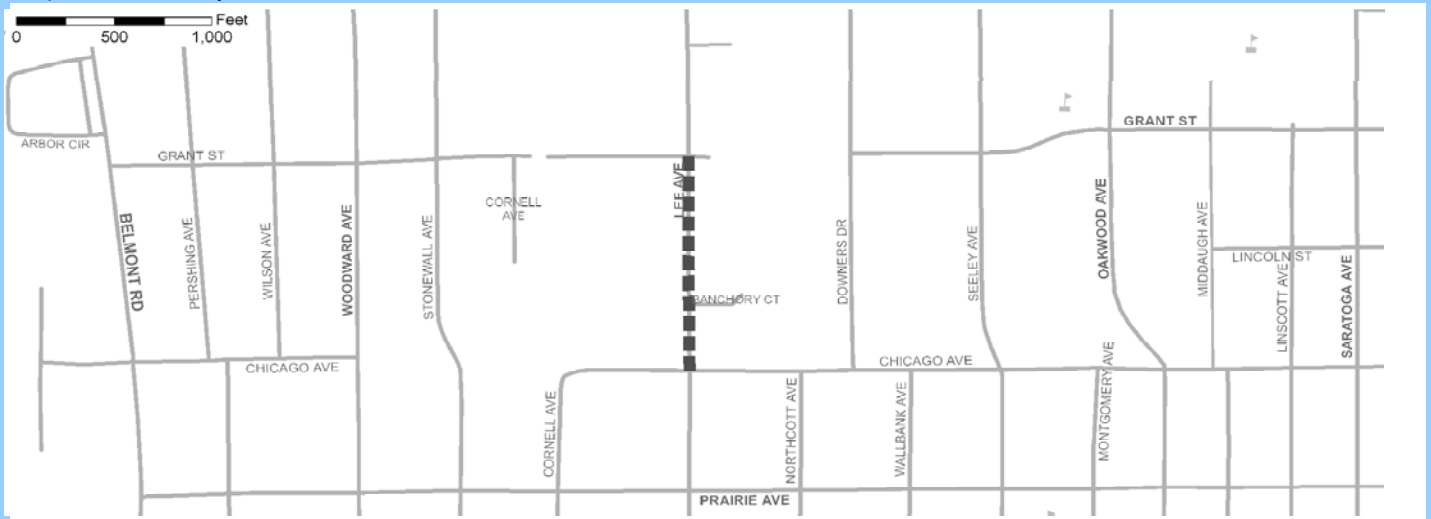 Feet
0 500 1,000
ARBOR CIR
GRANT ST
GRANT ST
BELMONT RD
PERSHING AVE
WILSON AVE
WOODWARD AVE
STONEWALL AVE
CORNELL
AVE
LEE AVE
BANCHORY CT
DOWNERS DR
SEELEY AVE
OAKWOOD AVE
MIDDAUGH AVE
LINCOLN ST
LINSCOTT AVE
SARATOGA AVE
CHICAGO AVE
CHICAGO AVE
CORNELL AVE
NORTHCOTT AVE
WALLBANK AVE
MONTGOMERY AVE
PRAIRIE AVE